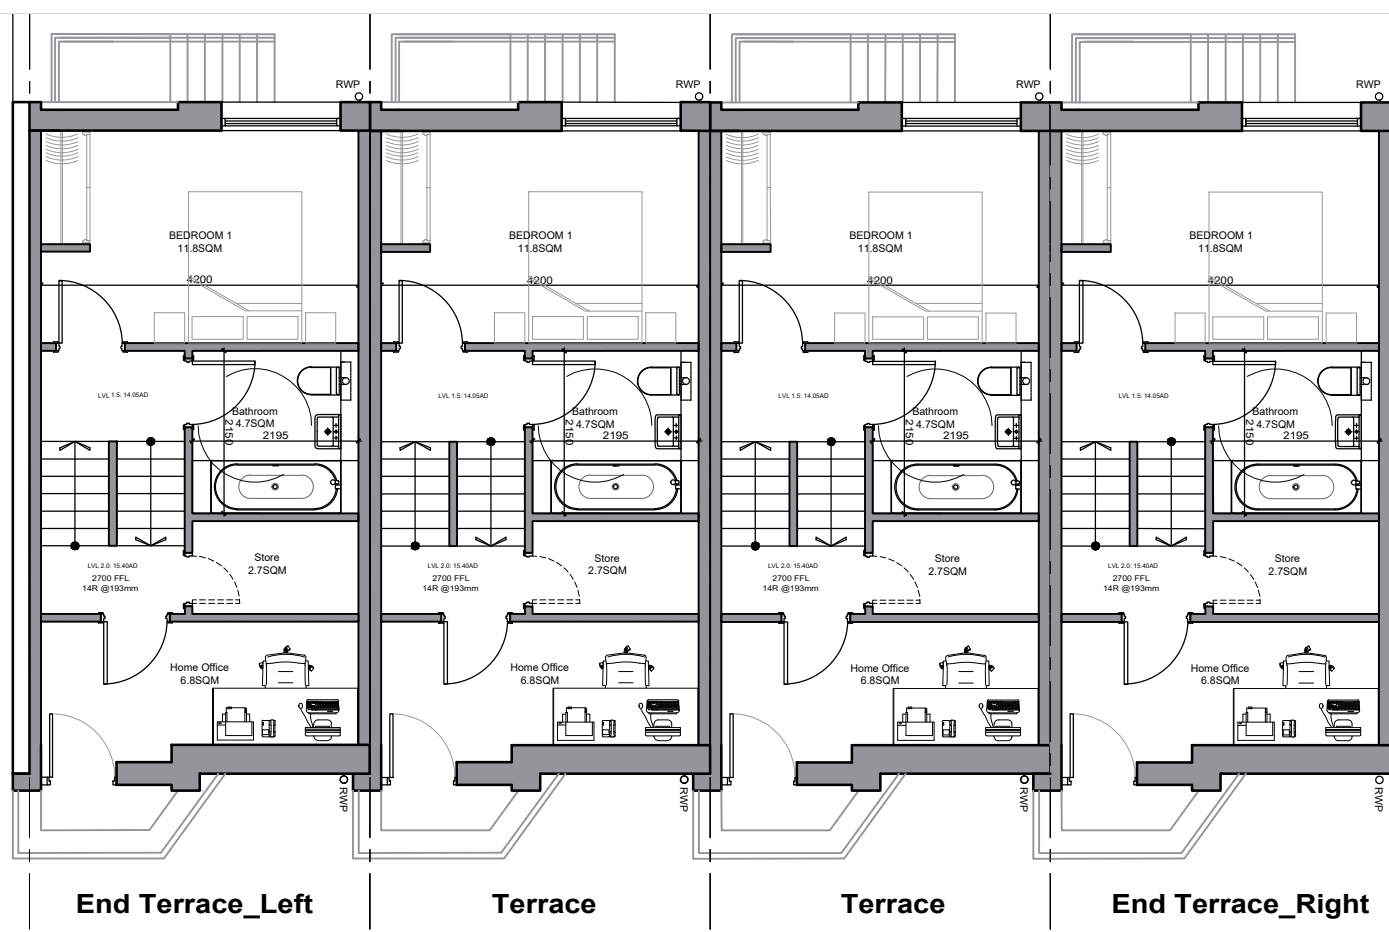 RWP
RWP
RWP
RWP
BEDROOM 1
11.8SQM
BEDROOM 1
11.8SQM
BEDROOM 1
11.8SQM
BEDROOM 1
11.8SQM
4200
4200
4200
4200
LVL 1.5: 14.05AD
LVL 1.5: 14.05AD
LVL 1.5: 14.05AD
LVL 1.5: 14.05AD
Bathroom
4.7SQM
2150
2195
Bathroom
4.7SQM
2150
2195
Bathroom
4.7SQM
2150
2195
Bathroom
4.7SQM
2150
2195
Store
2.7SQM
Store
2.7SQM
Store
2.7SQM
Store
2.7SQM
LVL 2.0: 15.40AD
2700 FFL
14R @193mm
LVL 2.0: 15.40AD
2700 FFL
14R @193mm
LVL 2.0: 15.40AD
2700 FFL
14R @193mm
LVL 2.0: 15.40AD
2700 FFL
14R @193mm
Home Office
6.8SQM
Home Office
6.8SQM
Home Office
6.8SQM
Home Office
6.8SQM
RWP
RWP
RWP
RWP
End Terrace_Left
Terrace
Terrace
End Terrace_Right